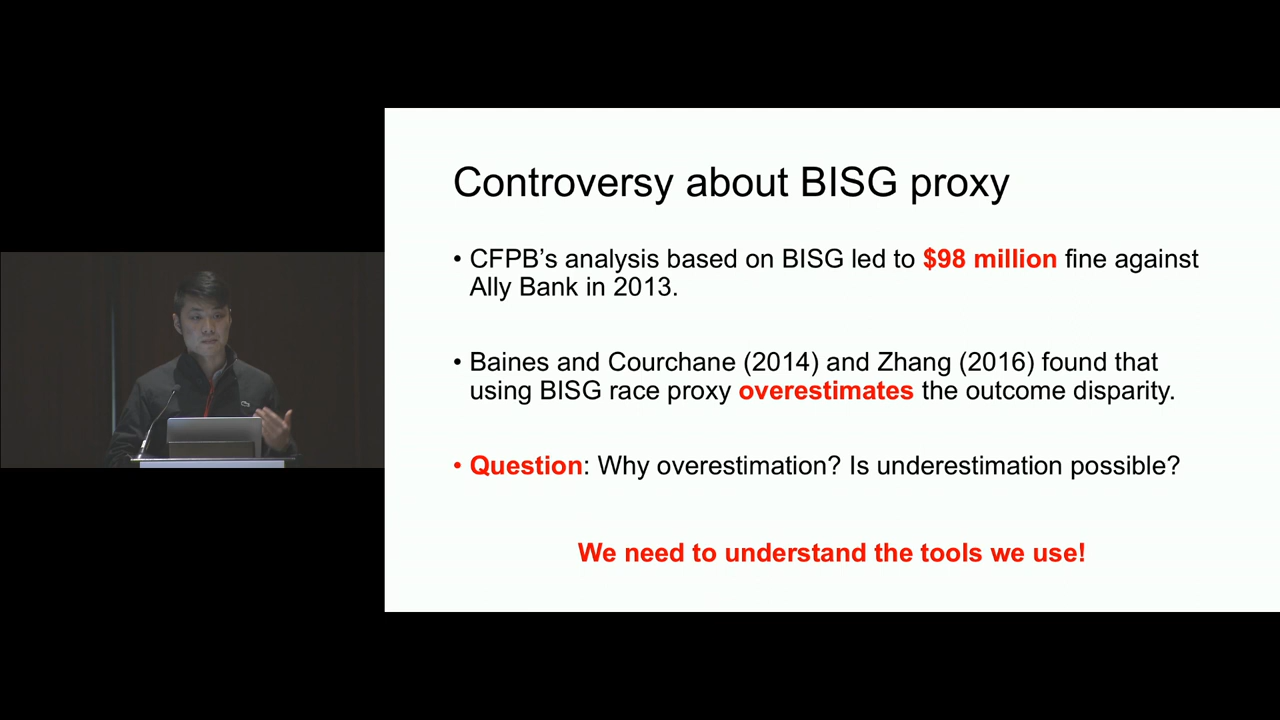 Controversy about BISG proxy
• CFPB’s analysis based on BISG led to $98 million fine against
Ally Bank in 2013.
• Baines and Courchane (2014) and Zhang (2016) found that
using BISG race proxy overestimates the outcome disparity.
• Question: Why overestimation? Is underestimation possible?
We need to understand the tools we use!